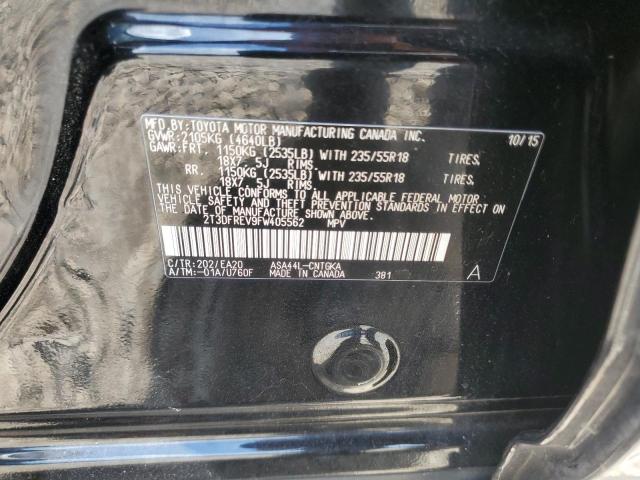 MFD.BY:TOYOTA MOTOR MANUFACTURING CANADA INC. 10/15
GVWR:2105KG (4640LB)
GAWR:FRT. 1150KG (2535LB) WITH 235/55R18 TIRES,
18X7.5J RIMS.
RR. 1150KG (2535LB) WITH 235/55R18 TIRES,
18X7.5J RIMS.
THIS VEHICLE CONFORMS TO ALL APPLICABLE FEDERAL MOTOR
VEHICLE SAFETY AND THEFT PREVENTION STANDARDS IN EFFECT
ON THE DATE OF MANUFACTURE SHOWN ABOVE.
2T3DFREV9FW405562 MPV
C/TR:202/EA20 ASA44L-CNTGKA
A/TM:-01A/U760F MADE IN CANADA 381 A